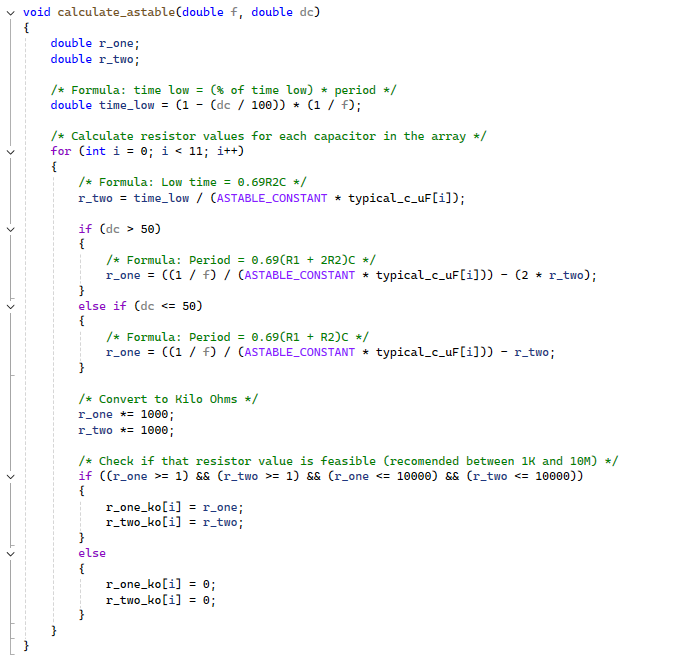 void calculate_astable(double f, double dc)
{
    double r_one;
    double r_two;
    /* Formula: time low = (% of time low) * period */
    double time_low = (1 - (dc / 100)) * (1 / f);
    /* Calculate resistor values for each capacitor in the array */
    for (int i = 0; i < 11; i++)
    {
        /* Formula: Low time = 0.69R2C */
        r_two = time_low / (ASTABLE_CONSTANT * typical_c_uF[i]);
        if (dc > 50)
        {
            /* Formula: Period = 0.69(R1 + 2R2)C */
            r_one = ((1 / f) / (ASTABLE_CONSTANT * typical_c_uF[i])) - (2 * r_two);
        }
        else if (dc <= 50)
        {
            /* Formula: Period = 0.69(R1 + R2)C */
            r_one = ((1 / f) / (ASTABLE_CONSTANT * typical_c_uF[i])) - r_two;
        }
        /* Convert to Kilo Ohms */
        r_one *= 1000;
        r_two *= 1000;
        /* Check if that resistor value is feasible (recomended between 1K and 10M) */
        if ((r_one >= 1) && (r_two >= 1) && (r_one <= 10000) && (r_two <= 10000))
        {
            r_one_ko[i] = r_one;
            r_two_ko[i] = r_two;
        }
        else
        {
            r_one_ko[i] = 0;
            r_two_ko[i] = 0;
        }
    }
}